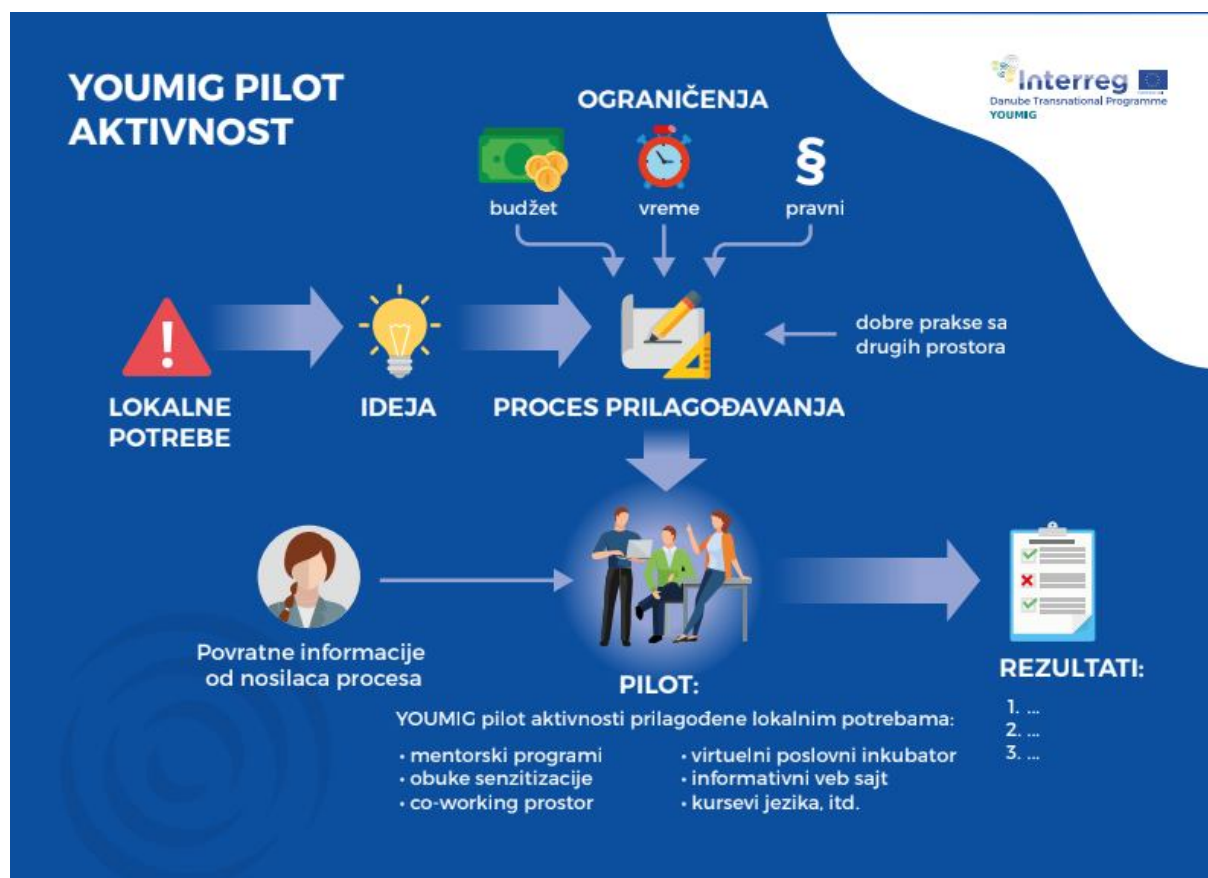 YOUMIG PILOT
AKTIVNOST
Interreg
Danube Transnational Programme
YOUMIG
OGRANIČENJA
§
budžet
vreme
pravni
dobre prakse sa
drugih prostora
LOKALNE
POTREBE
IDEJA
PROCES PRILAGOĐAVANJA
Povratne informacije
od nosilaca procesa
PILOT:
YOUMIG pilot aktivnosti prilagođene lokalnim potrebama:
• mentorski programi
• obuke senzitizacije
• co-working prostor
• virtuelni poslovni inkubator
• informativni veb sajt
• kursevi jezika, itd.
REZULTATI:
1. ...
2. ...
3. ...